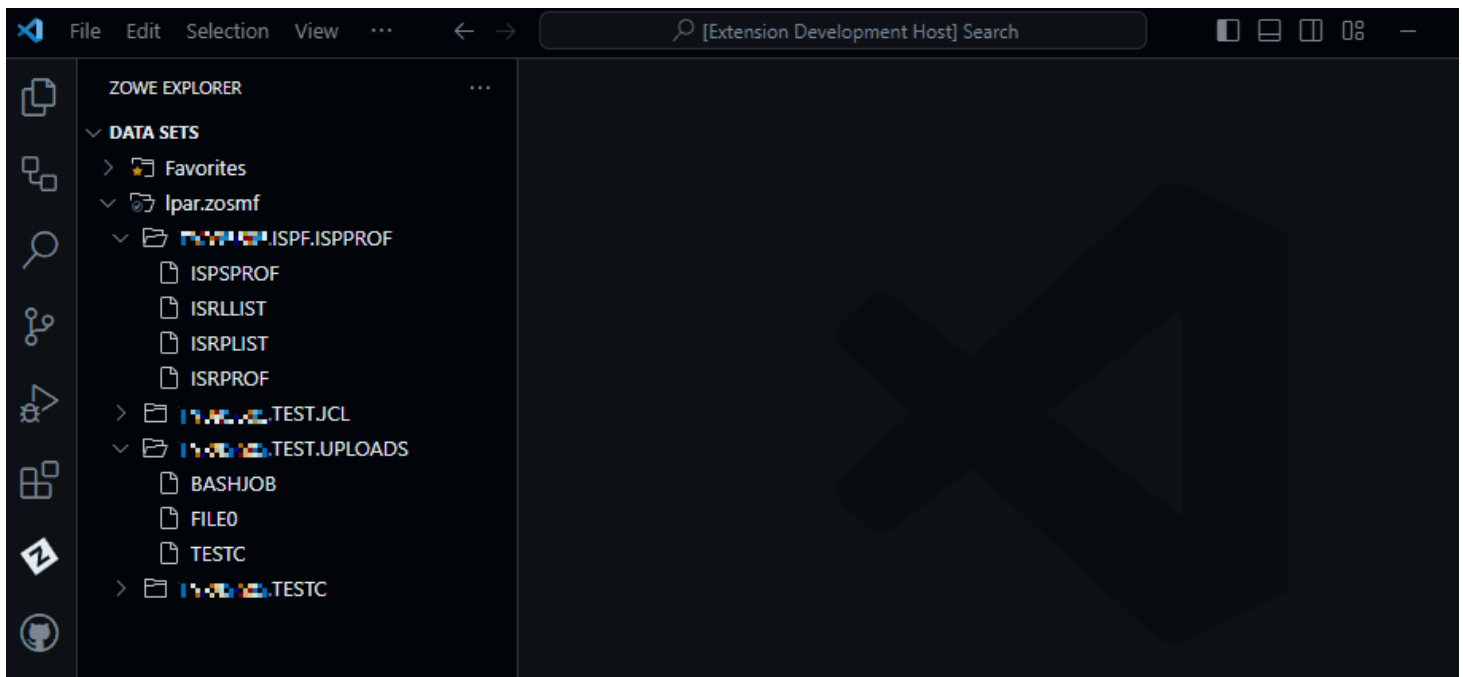 File Edit Selection View ··· [Extension Development Host] Search
ZOWE EXPLORER ···
DATA SETS
Favorites
lpar.zosmf
.ISPF.ISPPROF
ISPSPROF
ISRLLIST
ISRPLIST
ISRPROF
.TEST.JCL
.TEST.UPLOADS
BASHJOB
FILE0
TESTC
.TESTC